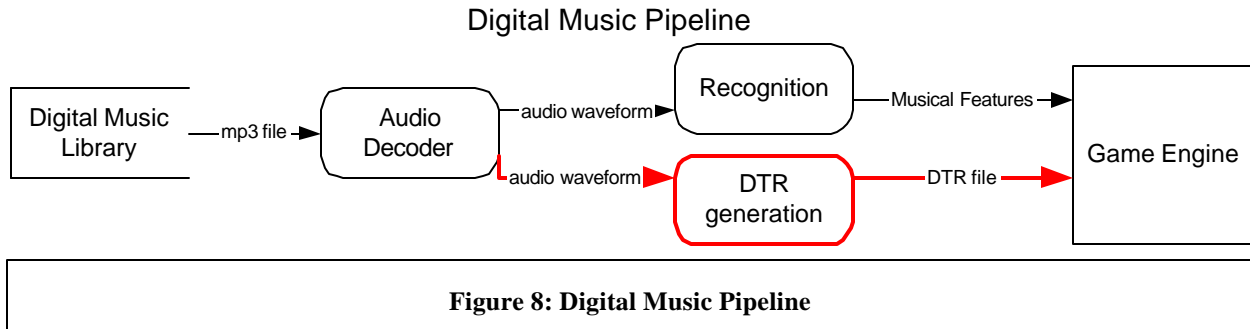 Digital Music Pipeline
Digital Music
Library
mp3 file
Audio
Decoder
audio waveform
Recognition
Musical Features
audio waveform
DTR
generation
DTR file
Game Engine
Figure 8: Digital Music Pipeline